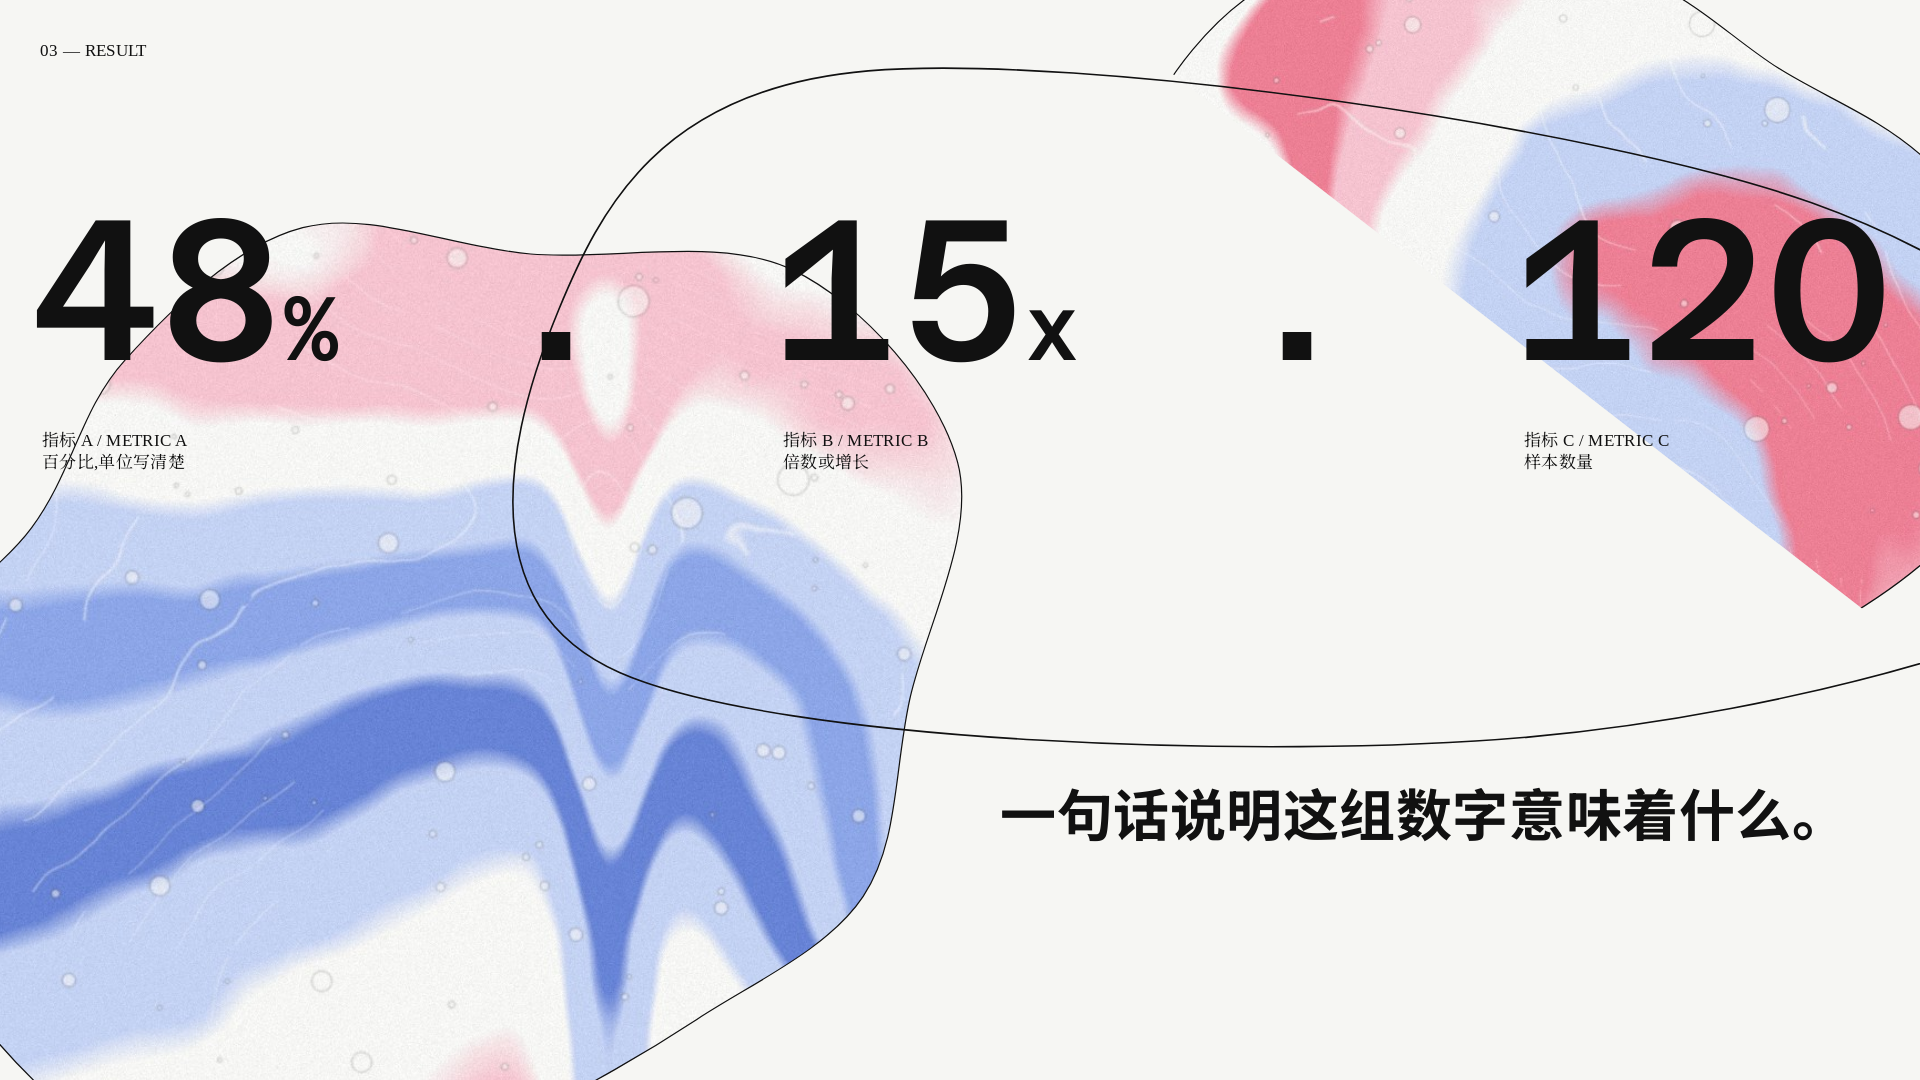 03 — RESULT
48% . 15x . 120
指标 A / METRIC A
百分比,单位写清楚
指标 B / METRIC B
倍数或增长
指标 C / METRIC C
样本数量
一句话说明这组数字意味着什么。